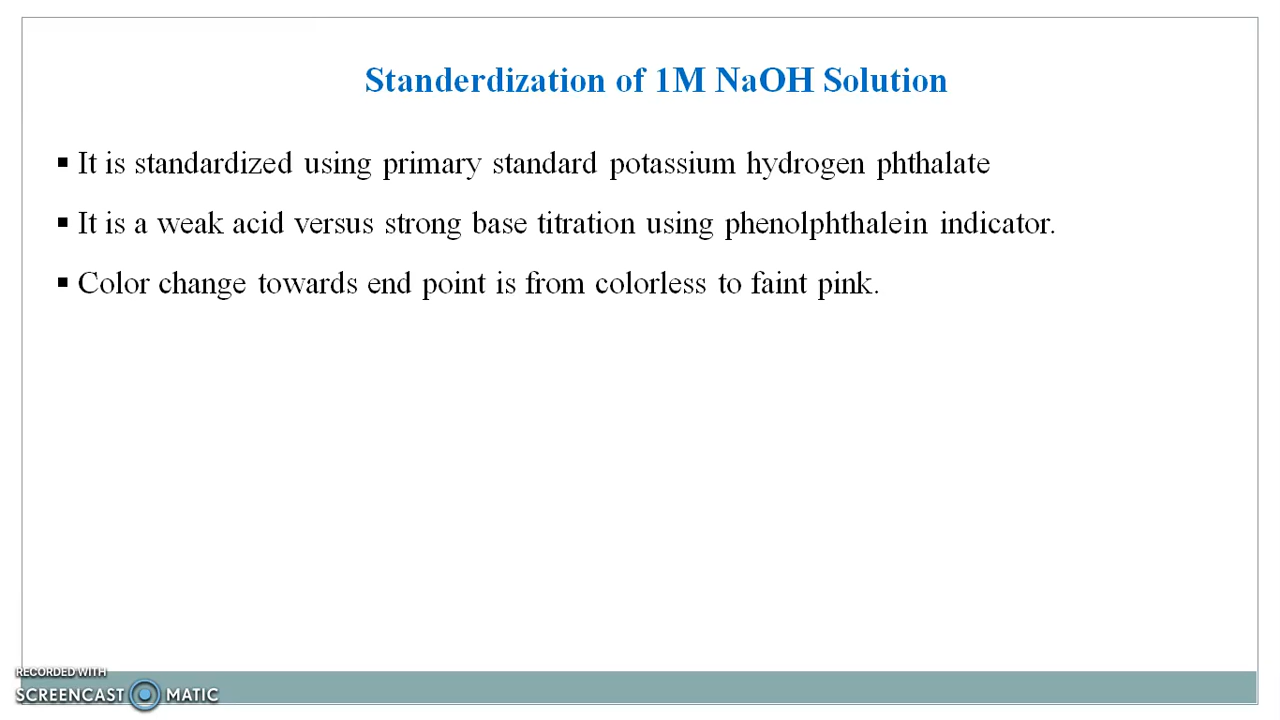 Standerdization of 1M NaOH Solution
▪ It is standardized using primary standard potassium hydrogen phthalate
▪ It is a weak acid versus strong base titration using phenolphthalein indicator.
▪ Color change towards end point is from colorless to faint pink.
RECORDED WITH
SCREENCAST MATIC